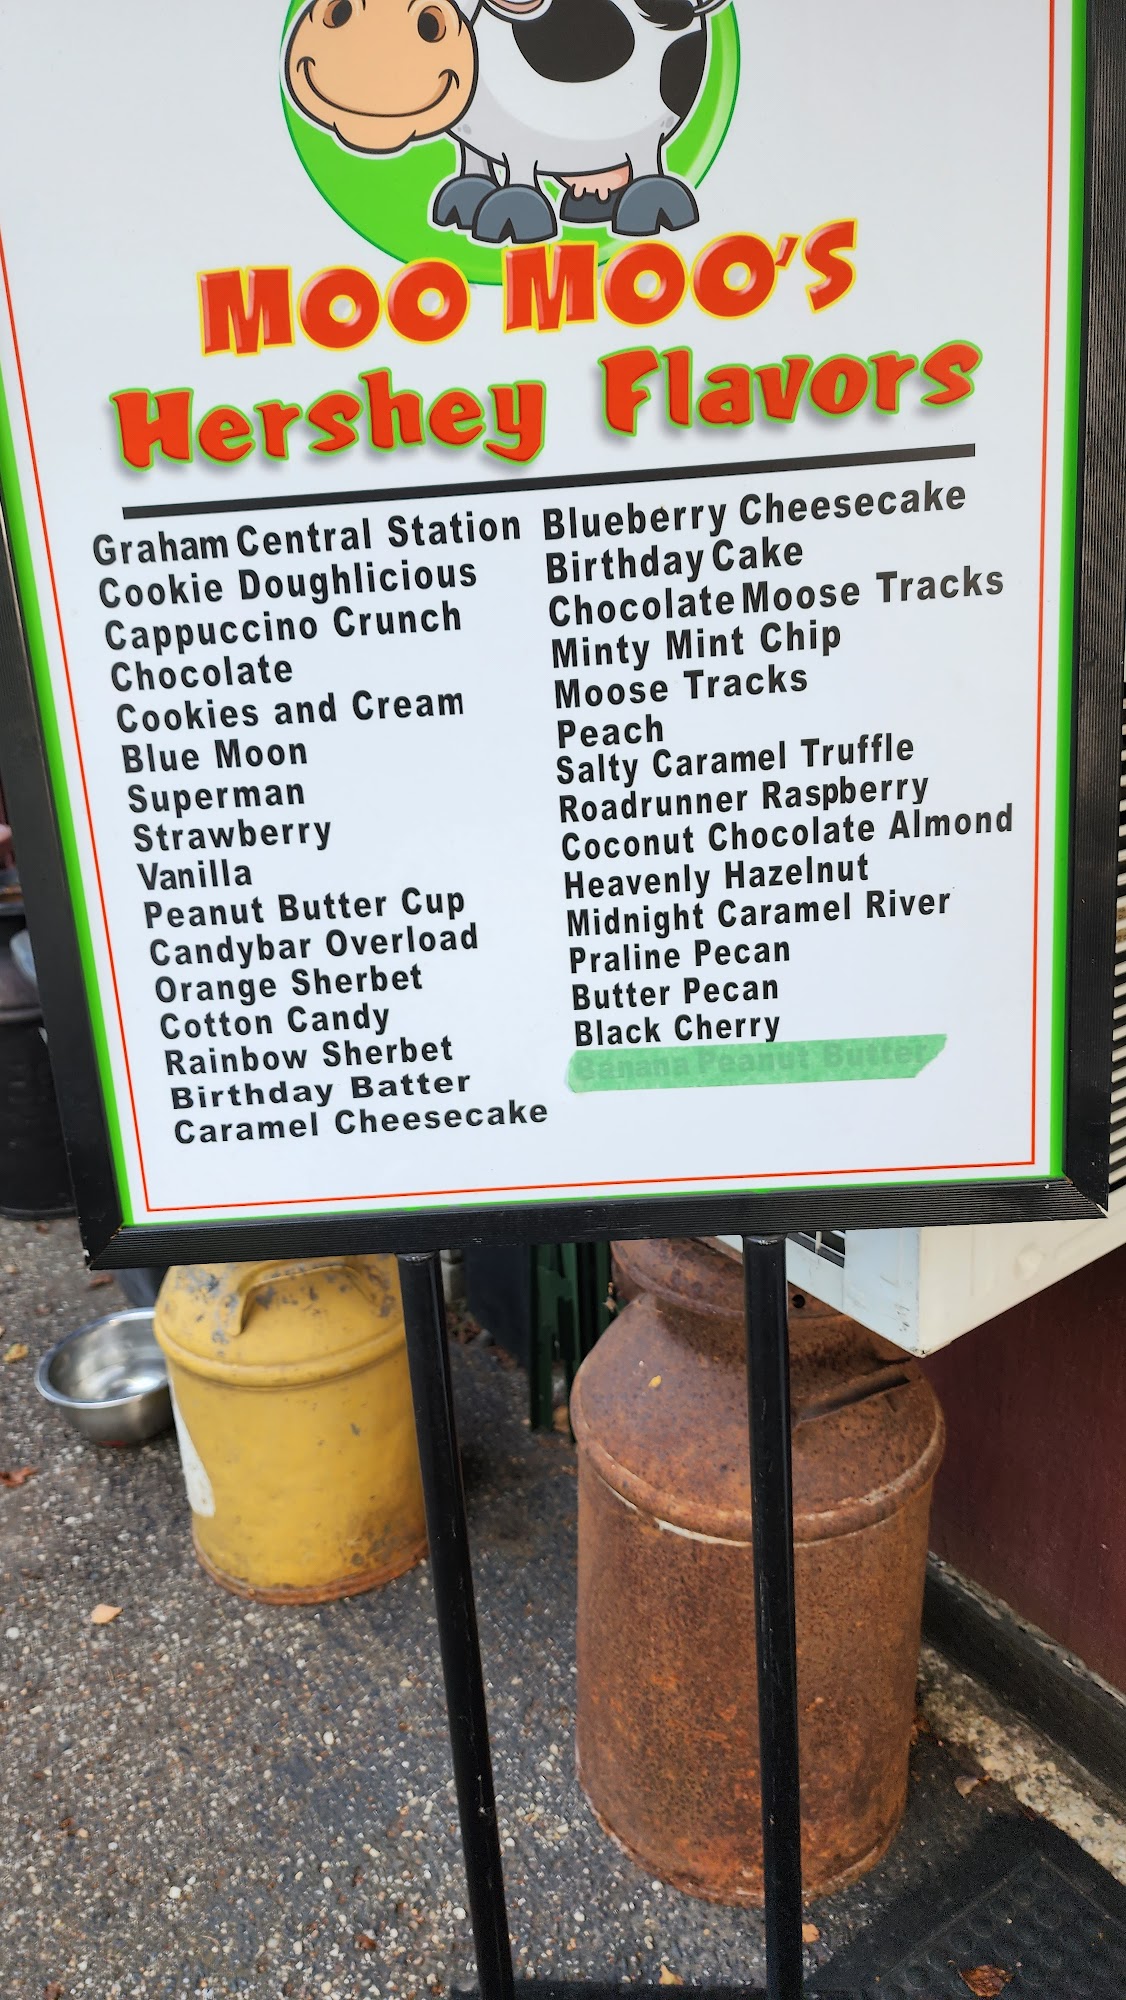 Moo Moo's
Hershey Flavors
Graham Central Station
Cookie Doughlicious
Cappuccino Crunch
Chocolate
Cookies and Cream
Blue Moon
Superman
Strawberry
Vanilla
Peanut Butter Cup
Candybar Overload
Orange Sherbet
Cotton Candy
Rainbow Sherbet
Birthday Batter
Caramel Cheesecake
Blueberry Cheesecake
Birthday Cake
Chocolate Moose Tracks
Minty Mint Chip
Moose Tracks
Peach
Salty Caramel Truffle
Roadrunner Raspberry
Coconut Chocolate Almond
Heavenly Hazelnut
Midnight Caramel River
Praline Pecan
Butter Pecan
Black Cherry
Banana Peanut Butter